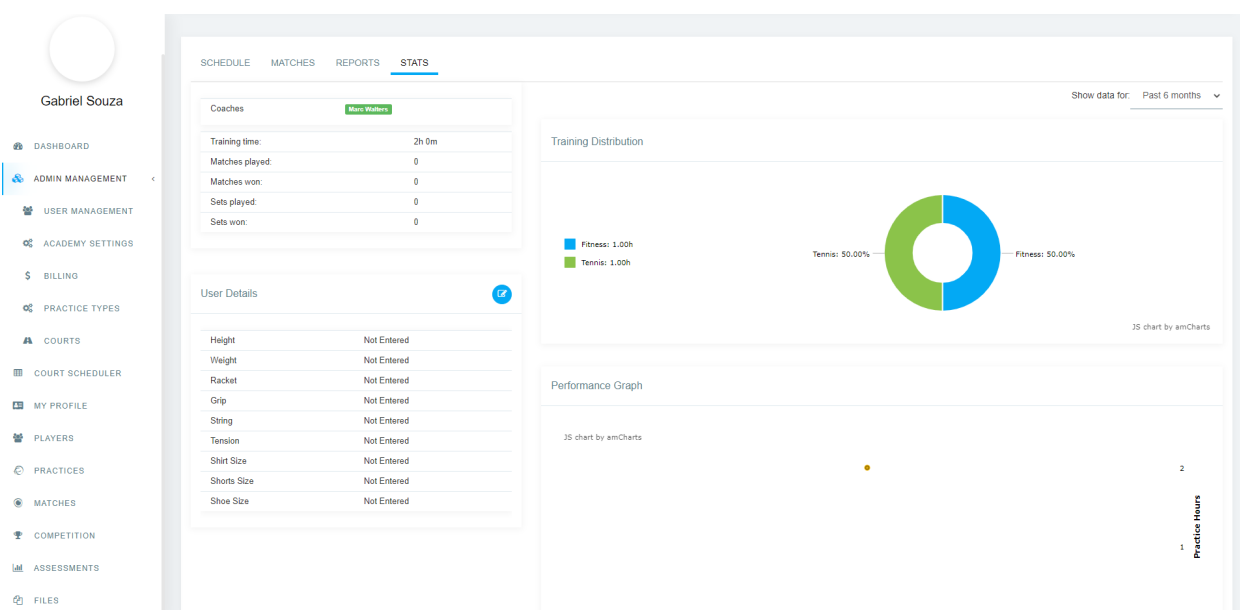 Gabriel Souza
DASHBOARD
ADMIN MANAGEMENT
USER MANAGEMENT
ACADEMY SETTINGS
BILLING
PRACTICE TYPES
COURTS
COURT SCHEDULER
MY PROFILE
PLAYERS
PRACTICES
MATCHES
COMPETITION
ASSESSMENTS
FILES
SCHEDULE MATCHES REPORTS STATS
Coaches Marc Walters
Training time: 2h 0m
Matches played: 0
Matches won: 0
Sets played: 0
Sets won: 0
User Details
Height Not Entered
Weight Not Entered
Racket Not Entered
Grip Not Entered
String Not Entered
Tension Not Entered
Shirt Size Not Entered
Shorts Size Not Entered
Shoe Size Not Entered
Show data for: Past 6 months
Training Distribution
Fitness: 1.00h
Tennis: 1.00h
Tennis: 50.00%
Fitness: 50.00%
JS chart by amCharts
Performance Graph
JS chart by amCharts
2
1
Practice Hours